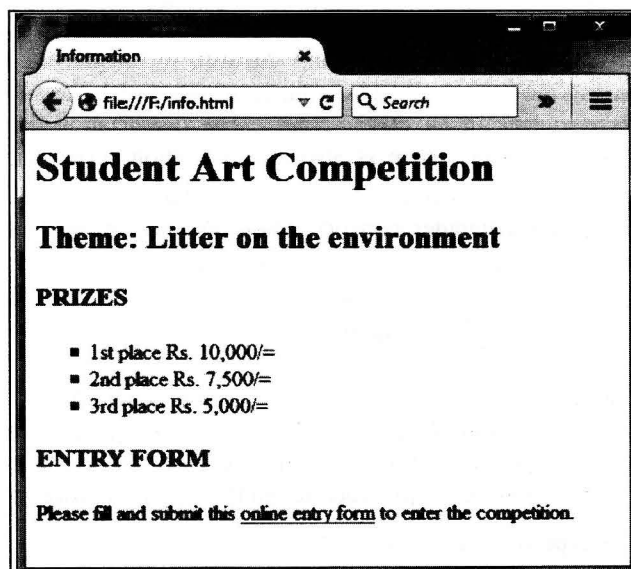 Information
file:///F:/info.html
Search
Student Art Competition
Theme: Litter on the environment
PRIZES
1st place Rs. 10,000/=
2nd place Rs. 7,500/=
3rd place Rs. 5,000/=
ENTRY FORM
Please fill and submit this online entry form to enter the competition.